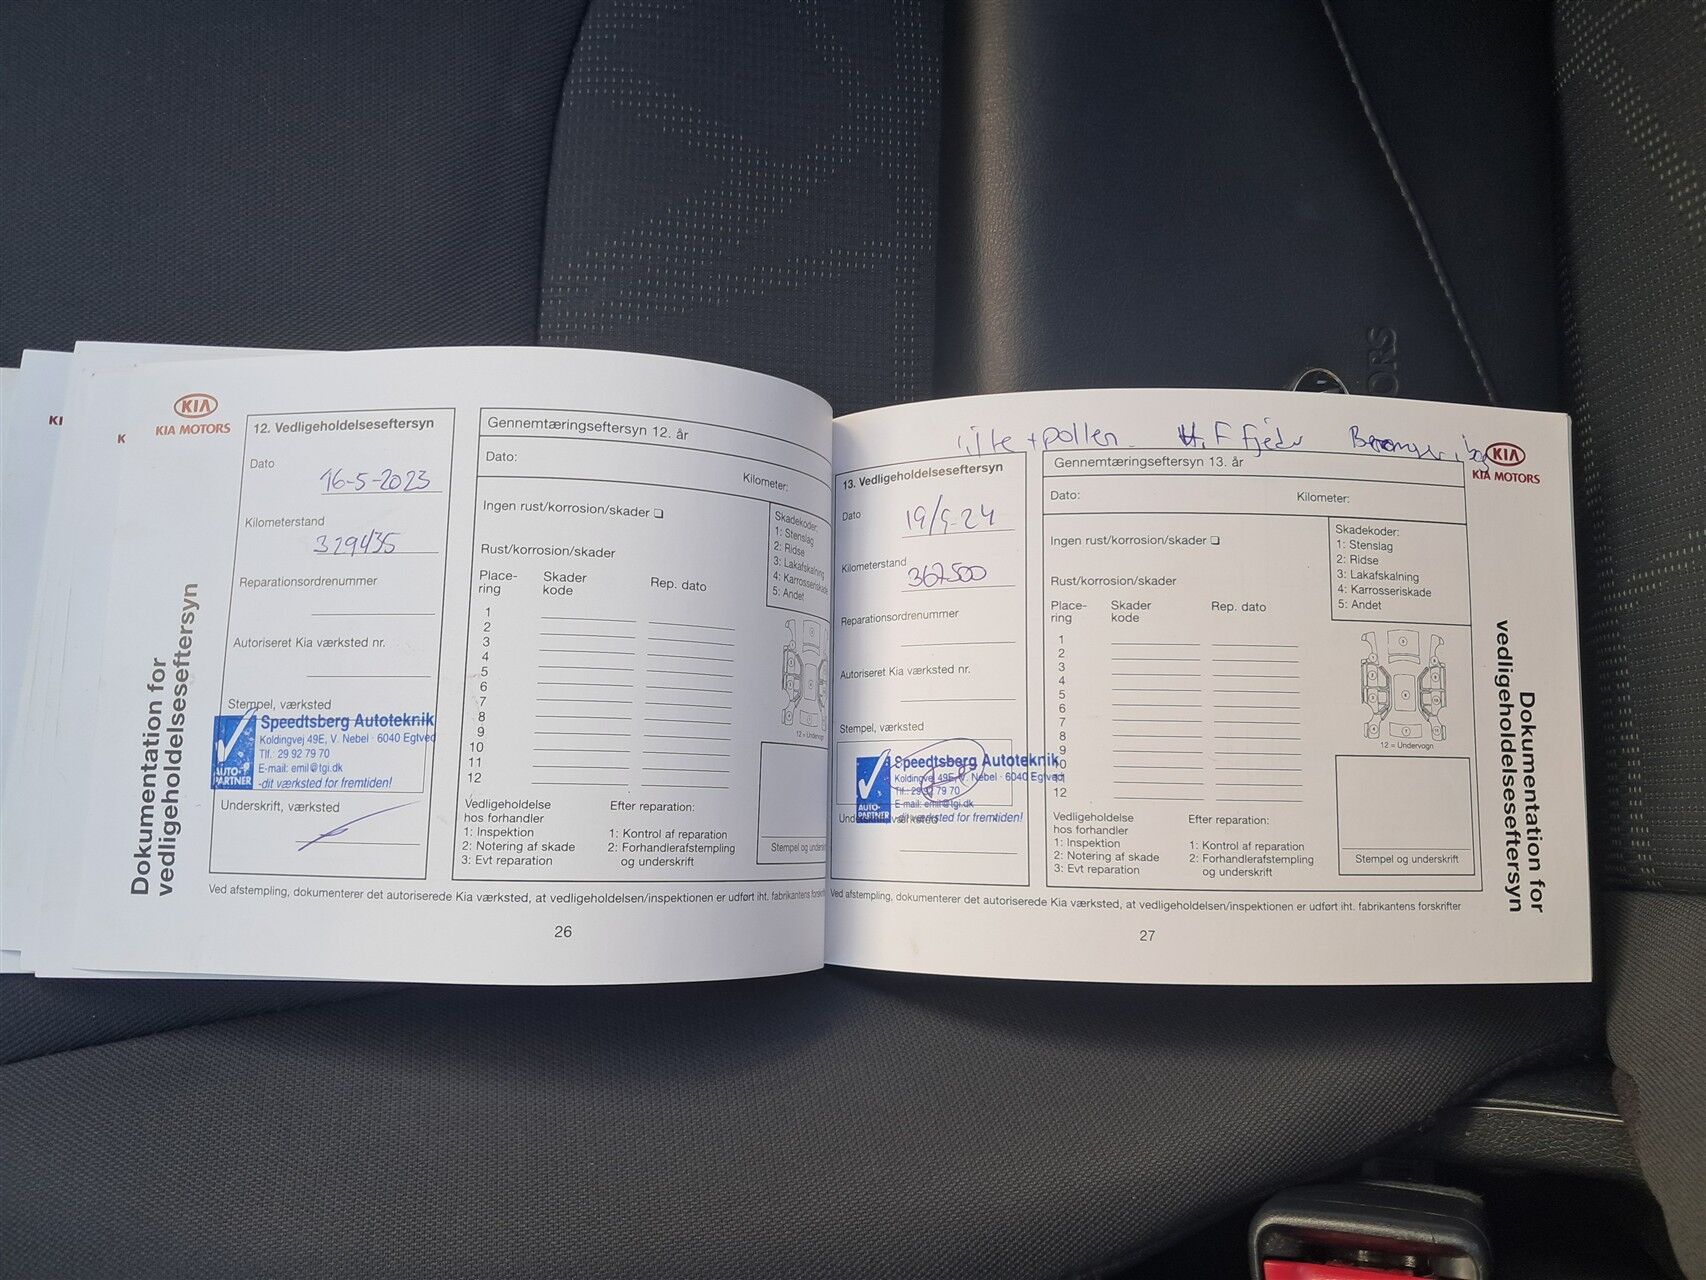 KIA
KIA MOTORS
Dokumentation for
vedligeholdelseseftersyn
12. Vedligeholdelseseftersyn
Dato
16-5-2023
Kilometerstand
329435
Reparationsordrenummer
Autoriseret Kia værksted nr.
Stempel, værksted
Speedtsberg Autoteknik
Koldingvej 49E, V. Nebel · 6040 Egtved
Tlf.: 29 92 79 70
E-mail: emil@tgi.dk
-dit værksted for fremtiden!
AUTO-
PARTNER
Underskrift, værksted
Gennemtæringseftersyn 12. år
Dato:
Kilometer:
Ingen rust/korrosion/skader
Skadekoder:
1: Stenslag
2: Ridse
3: Lakafskalning
4: Karrosseriskade
5: Andet
Rust/korrosion/skader
Place-
ring
Skader
kode
Rep. dato
1
2
3
4
5
6
7
8
9
10
11
12
12 = Undervogn
Vedligeholdelse
hos forhandler
1: Inspektion
2: Notering af skade
3: Evt reparation
Efter reparation:
1: Kontrol af reparation
2: Forhandlerafstempling
og underskrift
Stempel og
Ved afstempling, dokumenterer det autoriserede Kia værksted, at vedligeholdelsen/inspektionen er udført iht. fabrikantens
26
+ pollen
KIA
KIA MOTORS
13. Vedligeholdelseseftersyn
Dato
Kilometerstand
367500
Reparationsordrenummer
Autoriseret Kia værksted nr.
Stempel, værksted
Speedtsberg Autoteknik
Koldingvej 49E, V. Nebel · 6040 Egtved
Tlf.: 29 92 79 70
E-mail: emil@tgi.dk
-dit værksted for fremtiden!
AUTO-
PARTNER
Gennemtæringseftersyn 13. år
Dato:
Kilometer:
Ingen rust/korrosion/skader
Skadekoder:
1: Stenslag
2: Ridse
3: Lakafskalning
4: Karrosseriskade
5: Andet
Rust/korrosion/skader
Place-
ring
Skader
kode
Rep. dato
1
2
3
4
5
6
7
8
9
10
11
12
12 = Undervogn
Vedligeholdelse
hos forhandler
1: Inspektion
2: Notering af skade
3: Evt reparation
Efter reparation:
1: Kontrol af reparation
2: Forhandlerafstempling
og underskrift
Stempel og underskrift
Ved afstempling, dokumenterer det autoriserede Kia værksted, at vedligeholdelsen/inspektionen er udført iht. fabrikantens forskrifter
27
Dokumentation for
vedligeholdelseseftersyn